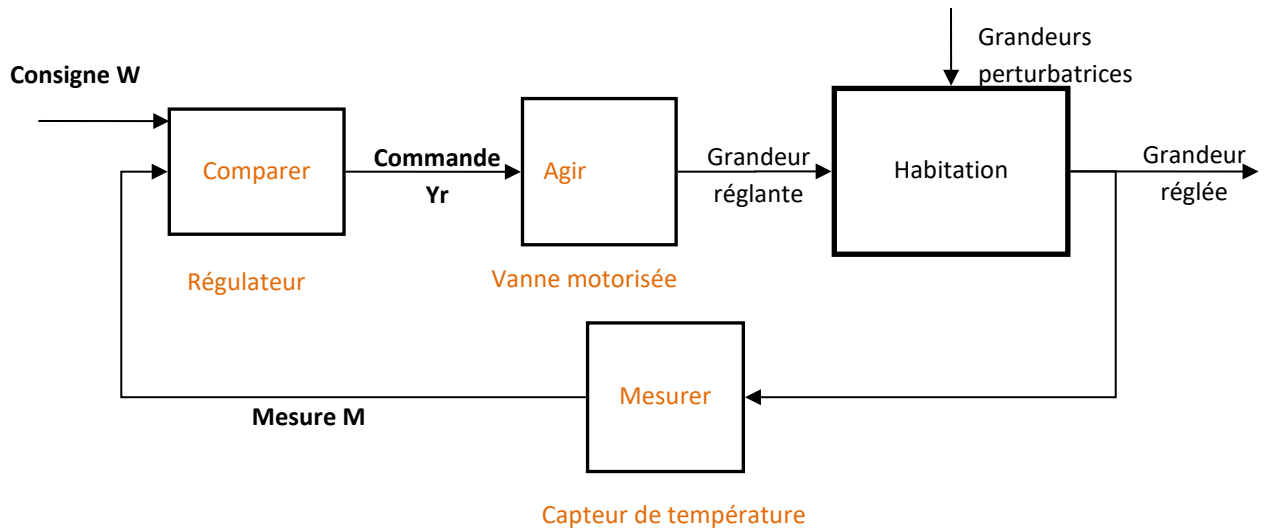 Grandeurs
perturbatrices
Consigne W
Comparer
Commande
Yr
Agir
Grandeur
réglante
Habitation
Grandeur
réglée
Régulateur
Vanne motorisée
Mesurer
Mesure M
Capteur de température